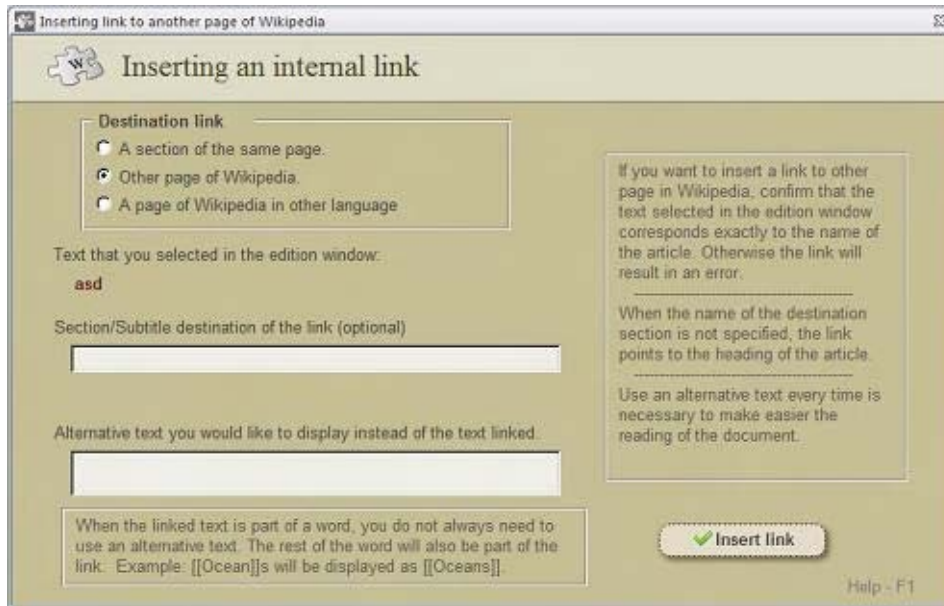 Inserting link to another page of Wikipedia
W
Inserting an internal link
Destination link
A section of the same page.
Other page of Wikipedia.
A page of Wikipedia in other language
Text that you selected in the edition window:
asd
Section/Subtitle destination of the link (optional)
Alternative text you would like to display instead of the text linked.
When the linked text is part of a word, you do not always need to
use an alternative text. The rest of the word will also be part of the
link. Example: [[Ocean]]s will be displayed as [[Oceans]].
If you want to insert a link to other
page in Wikipedia, confirm that the
text selected in the edition window
corresponds exactly to the name of
the article. Otherwise the link will
result in an error.
When the name of the destination
section is not specified, the link
points to the heading of the article.
Use an alternative text every time is
necessary to make easier the
reading of the document.
Insert link
Help - F1